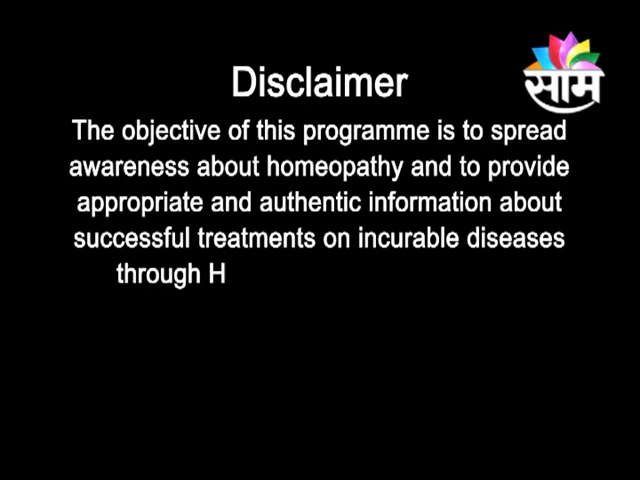 Disclaimer
साम
The objective of this programme is to spread
awareness about homeopathy and to provide
appropriate and authentic information about
successful treatments on incurable diseases
through H